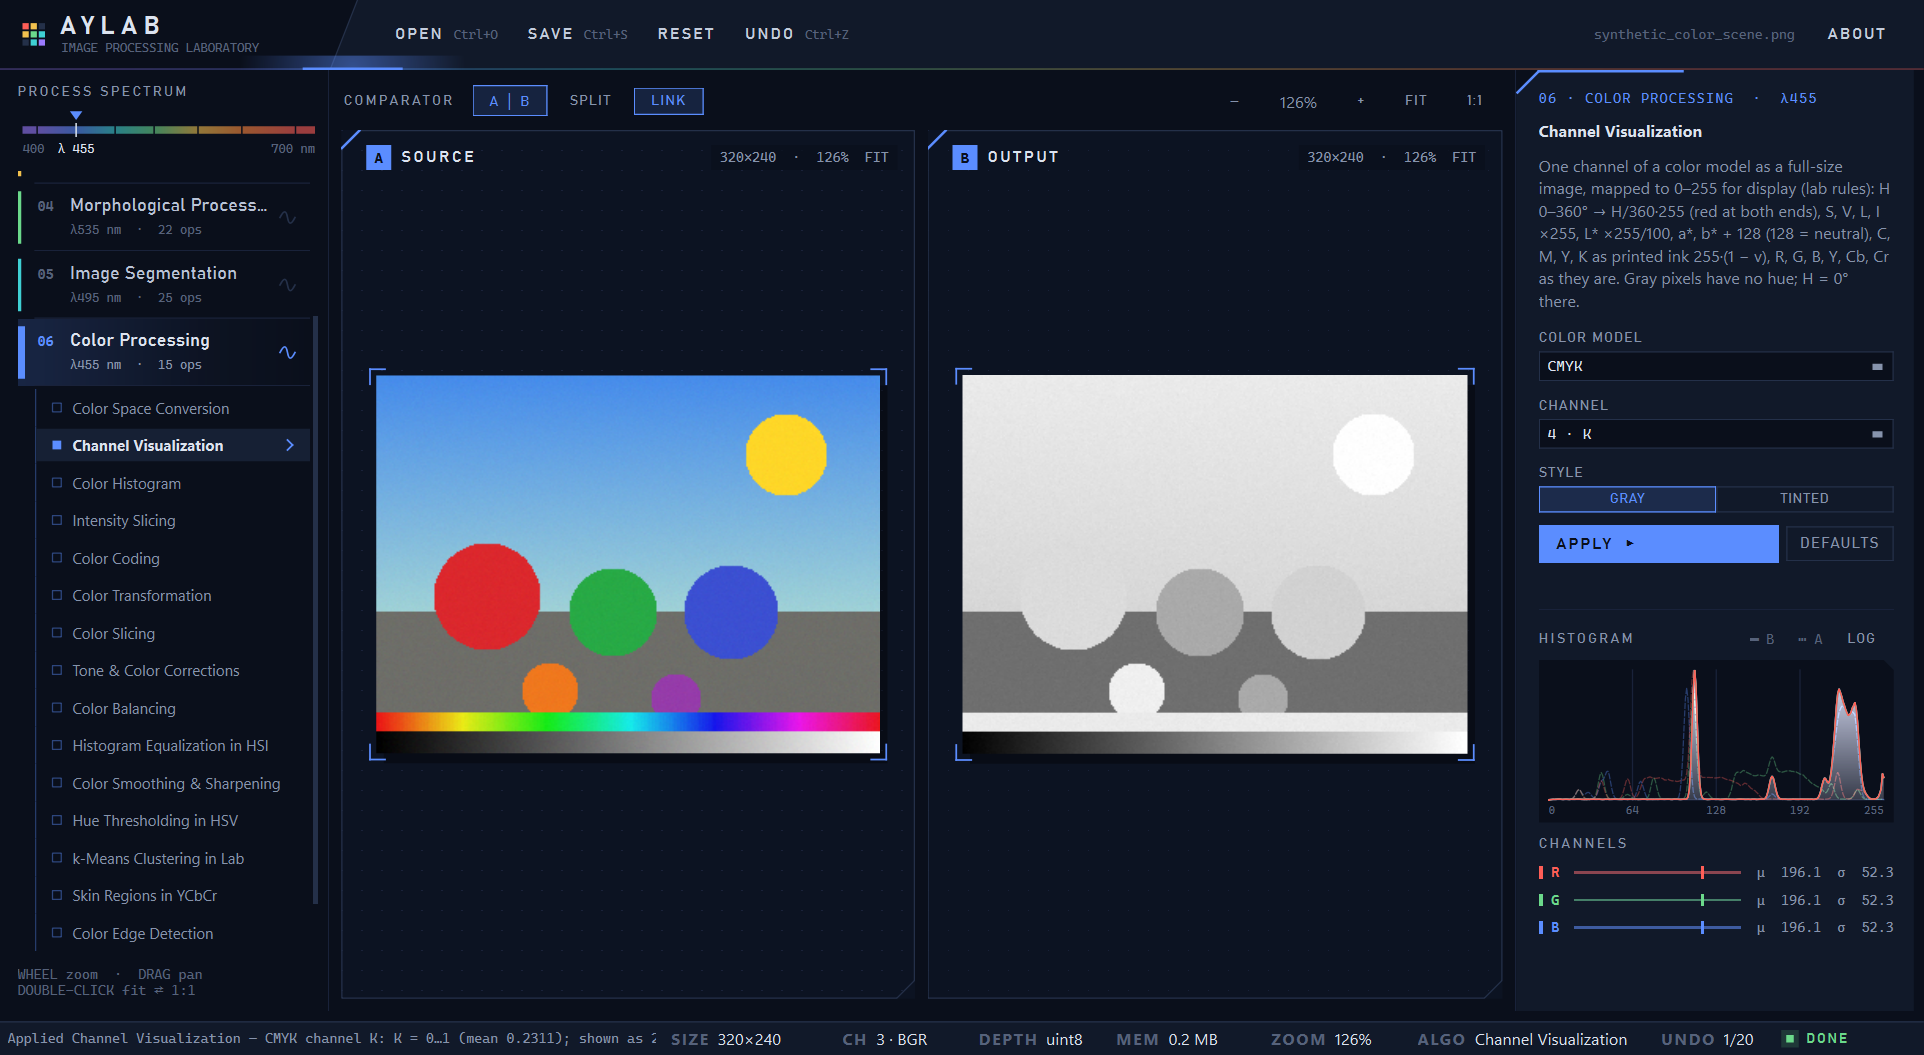 AYLAB
IMAGE PROCESSING LABORATORY
OPEN Ctrl+O SAVE Ctrl+S RESET UNDO Ctrl+Z
synthetic_color_scene.png ABOUT
PROCESS SPECTRUM
400 λ 455 700 nm
04 Morphological Process…
λ535 nm · 22 ops
05 Image Segmentation
λ495 nm · 25 ops
06 Color Processing
λ455 nm · 15 ops
Color Space Conversion
Channel Visualization
Color Histogram
Intensity Slicing
Color Coding
Color Transformation
Color Slicing
Tone & Color Corrections
Color Balancing
Histogram Equalization in HSI
Color Smoothing & Sharpening
Hue Thresholding in HSV
k-Means Clustering in Lab
Skin Regions in YCbCr
Color Edge Detection
WHEEL zoom · DRAG pan
DOUBLE-CLICK fit ⇄ 1:1
COMPARATOR A | B SPLIT LINK − 126% + FIT 1:1
A SOURCE 320×240 · 126% FIT
B OUTPUT 320×240 · 126% FIT
06 · COLOR PROCESSING · λ455
Channel Visualization
One channel of a color model as a full-size
image, mapped to 0–255 for display (lab rules): H
0–360° → H/360·255 (red at both ends), S, V, L, I
×255, L* ×255/100, a*, b* + 128 (128 = neutral), C,
M, Y, K as printed ink 255·(1 − v), R, G, B, Y, Cb, Cr
as they are. Gray pixels have no hue; H = 0°
there.
COLOR MODEL
CMYK
CHANNEL
4 · K
STYLE
GRAY TINTED
APPLY ▸ DEFAULTS
HISTOGRAM B A LOG
0 64 128 192 255
CHANNELS
R μ 196.1 σ 52.3
G μ 196.1 σ 52.3
B μ 196.1 σ 52.3
Applied Channel Visualization — CMYK channel K: K = 0…1 (mean 0.2311); shown as SIZE 320×240 CH 3 · BGR DEPTH uint8 MEM 0.2 MB ZOOM 126% ALGO Channel Visualization UNDO 1/20 DONE